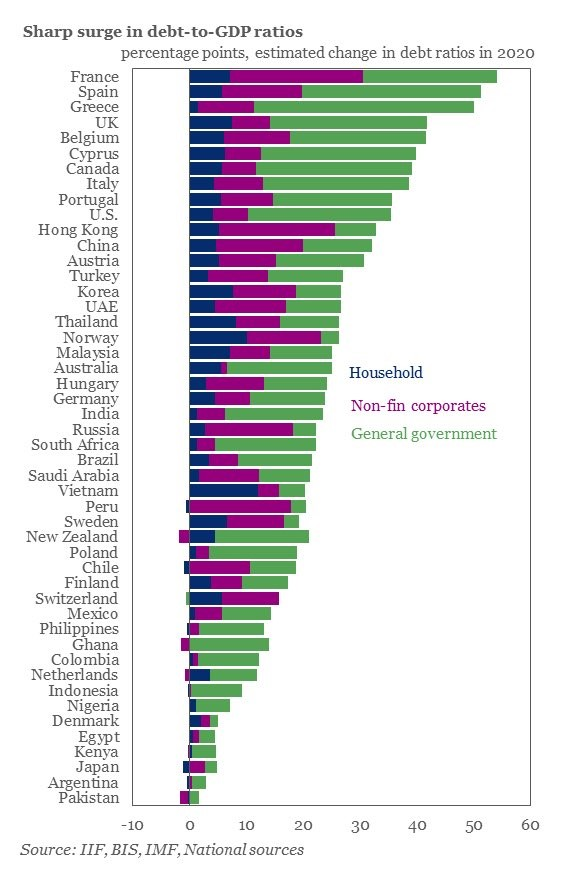 Sharp surge in debt-to-GDP ratios
percentage points, estimated change in debt ratios in 2020
France
Spain
Greece
UK
Belgium
Cyprus
Canada
Italy
Portugal
U.S.
Hong Kong
China
Austria
Turkey
Korea
UAE
Thailand
Norway
Malaysia
Australia
Household
Hungary
Germany
Non-fin corporates
India
Russia
General government
South Africa
Brazil
Saudi Arabia
Vietnam
Peru
Sweden
New Zealand
Poland
Chile
Finland
Switzerland
Mexico
Philippines
Ghana
Colombia
Netherlands
Indonesia
Nigeria
Denmark
Egypt
Kenya
Japan
Argentina
Pakistan
-10 0 10 20 30 40 50 60
Source: IIF, BIS, IMF, National sources